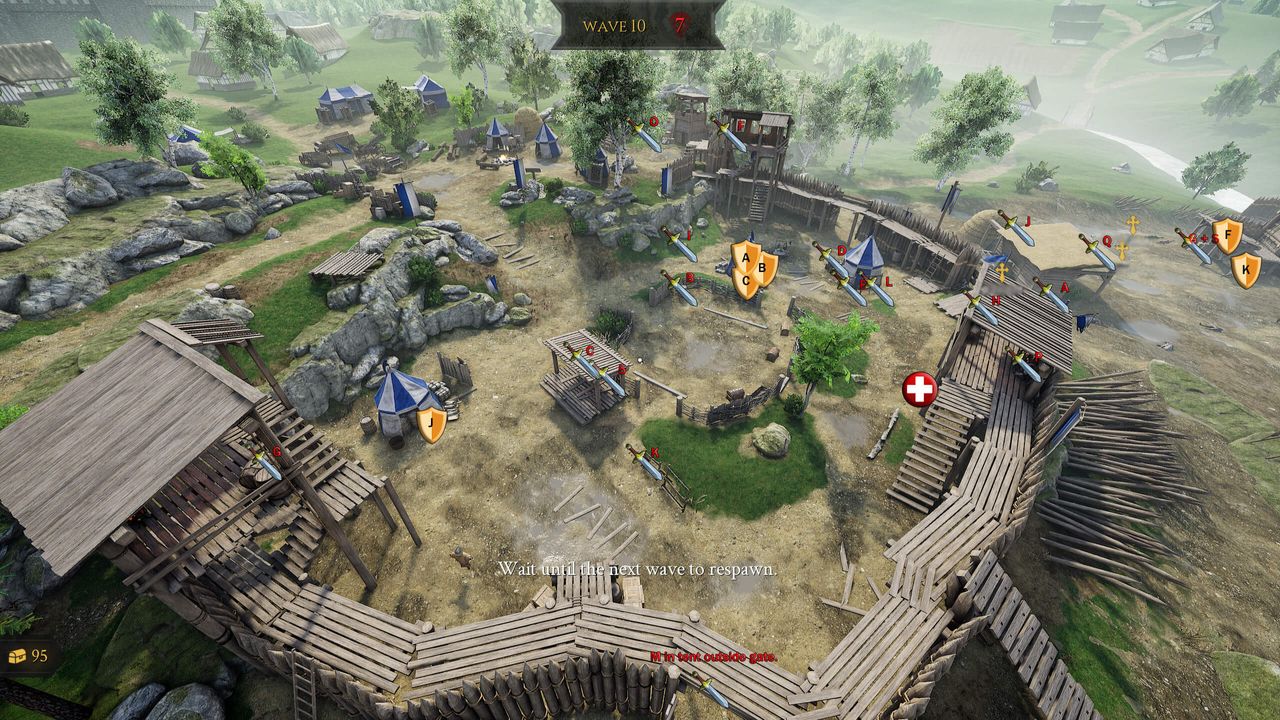 WAVE 10 7
O
J
A
B
C
D
Q
F
K
B
L
H
A
C
J
K
G
Wait until the next wave to respawn.
95
M in tent outside gate.